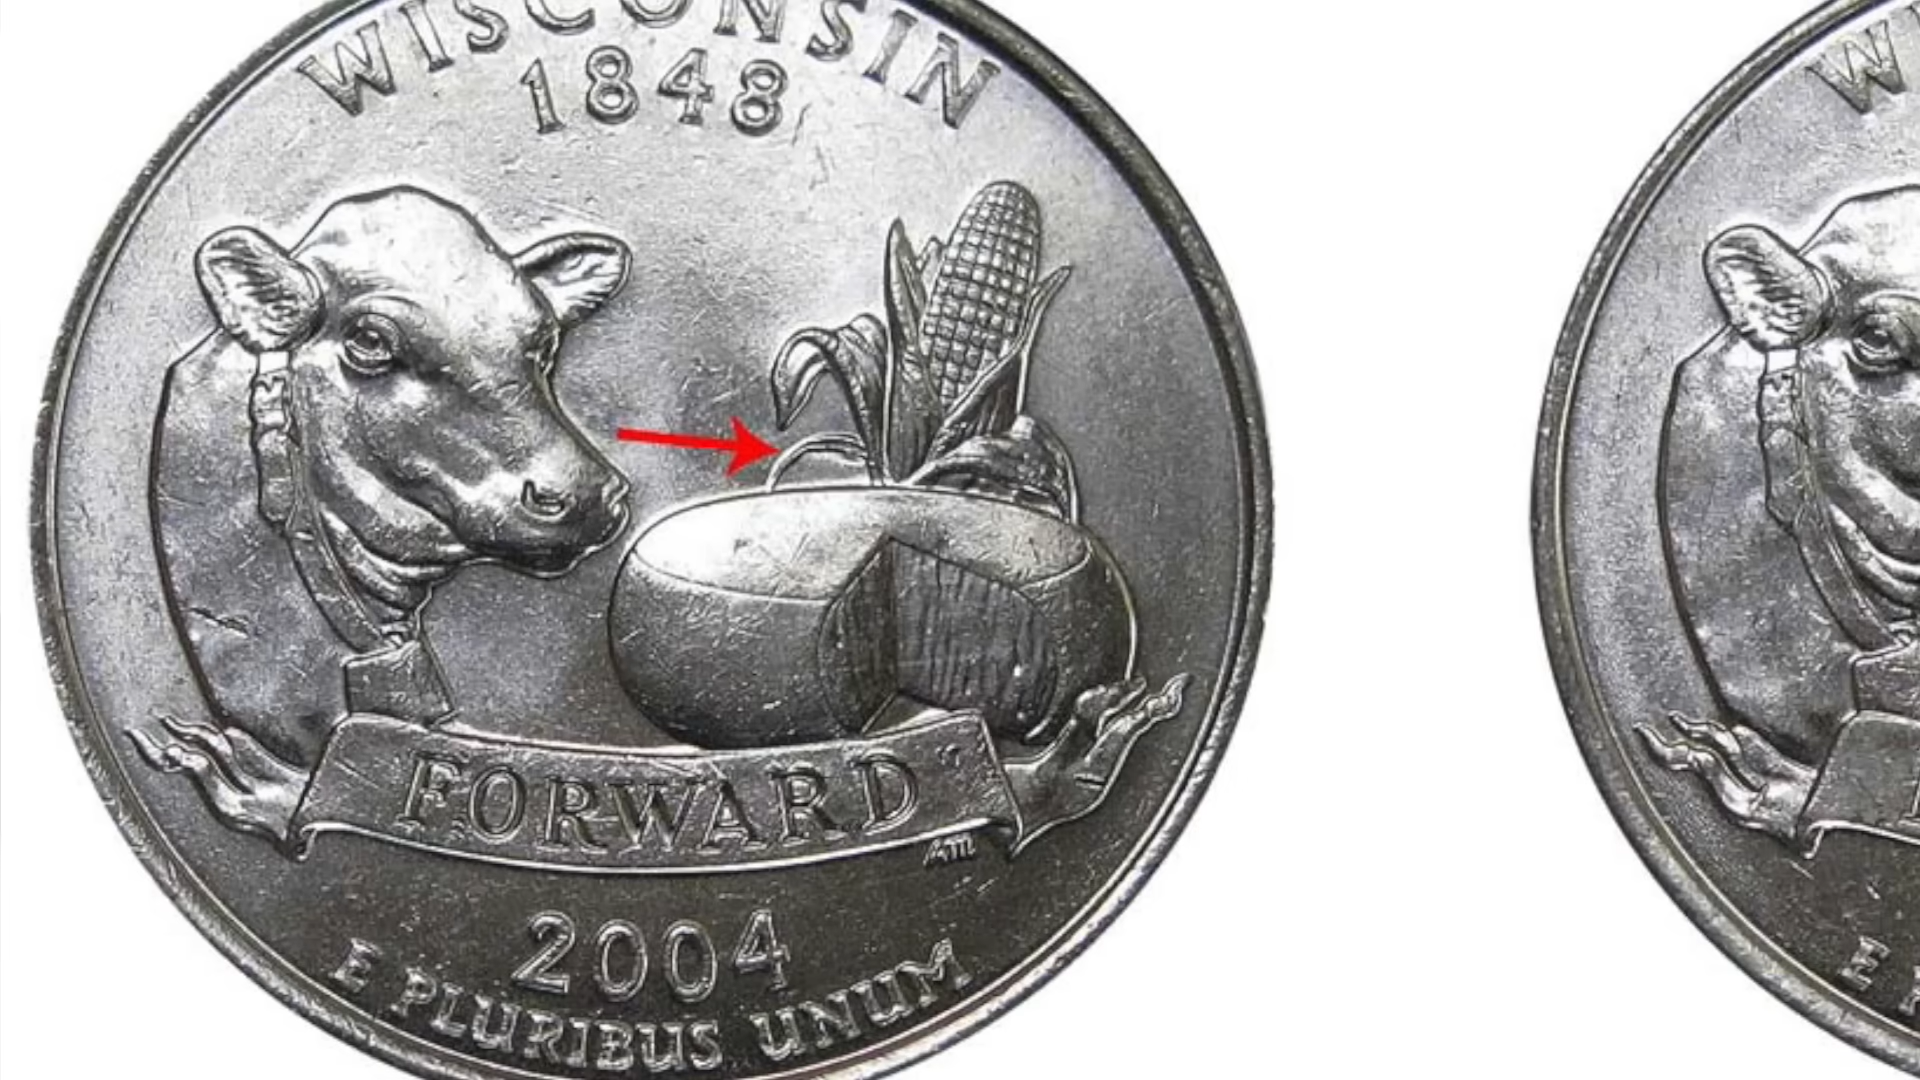 WISCONSIN
1848
FORWARD
AM
2004
E PLURIBUS UNUM
W
E